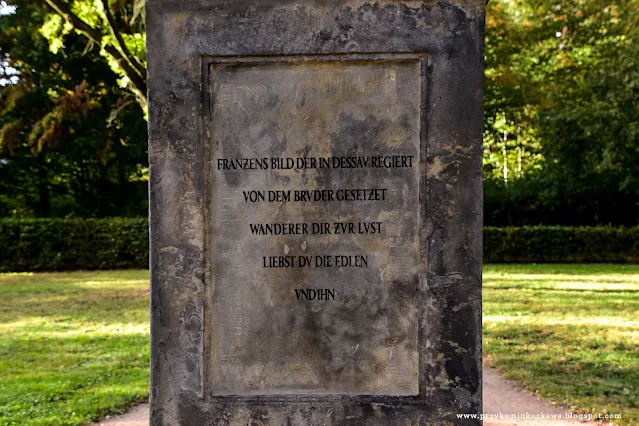 FRANZENS BILD DER IN DESSAV REGIERT
VON DEM BRVDER GESETZET
WANDERER DIR ZVR LVST
LIEBST DV DIE EDLEN
VND IHN
www.przykominkuzkawa.blogspot.com